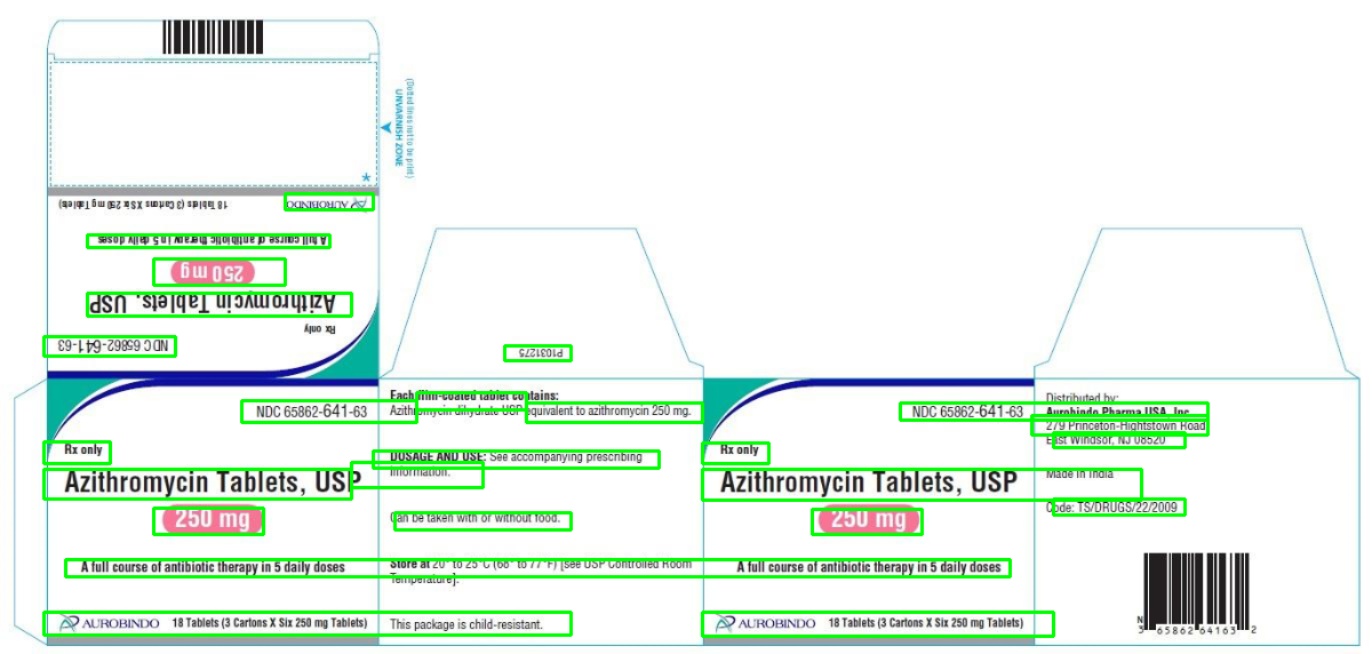 (Dotted lines not to be print)
UNVARNISH ZONE
*
AUROBINDO 18 Tablets (3 Cartons X Six 250 mg Tablets)
A full course of antibiotic therapy in 5 daily doses
250 mg
Azithromycin Tablets, USP
Rx only
NDC 65862-641-63
P1031275
NDC 65862-641-63
Rx only
Azithromycin Tablets, USP
250 mg
A full course of antibiotic therapy in 5 daily doses
AUROBINDO 18 Tablets (3 Cartons X Six 250 mg Tablets)
Each film-coated tablet contains:
Azithromycin dihydrate USP equivalent to azithromycin 250 mg.
DOSAGE AND USE: See accompanying prescribing
information.
Can be taken with or without food.
Store at 20° to 25°C (68° to 77°F) [see USP Controlled Room
Temperature].
This package is child-resistant.
NDC 65862-641-63
Rx only
Azithromycin Tablets, USP
250 mg
A full course of antibiotic therapy in 5 daily doses
AUROBINDO 18 Tablets (3 Cartons X Six 250 mg Tablets)
Distributed by:
Aurobindo Pharma USA, Inc.
279 Princeton-Hightstown Road
East Windsor, NJ 08520
Made in India
Code: TS/DRUGS/22/2009
N
3 65862 64163 2